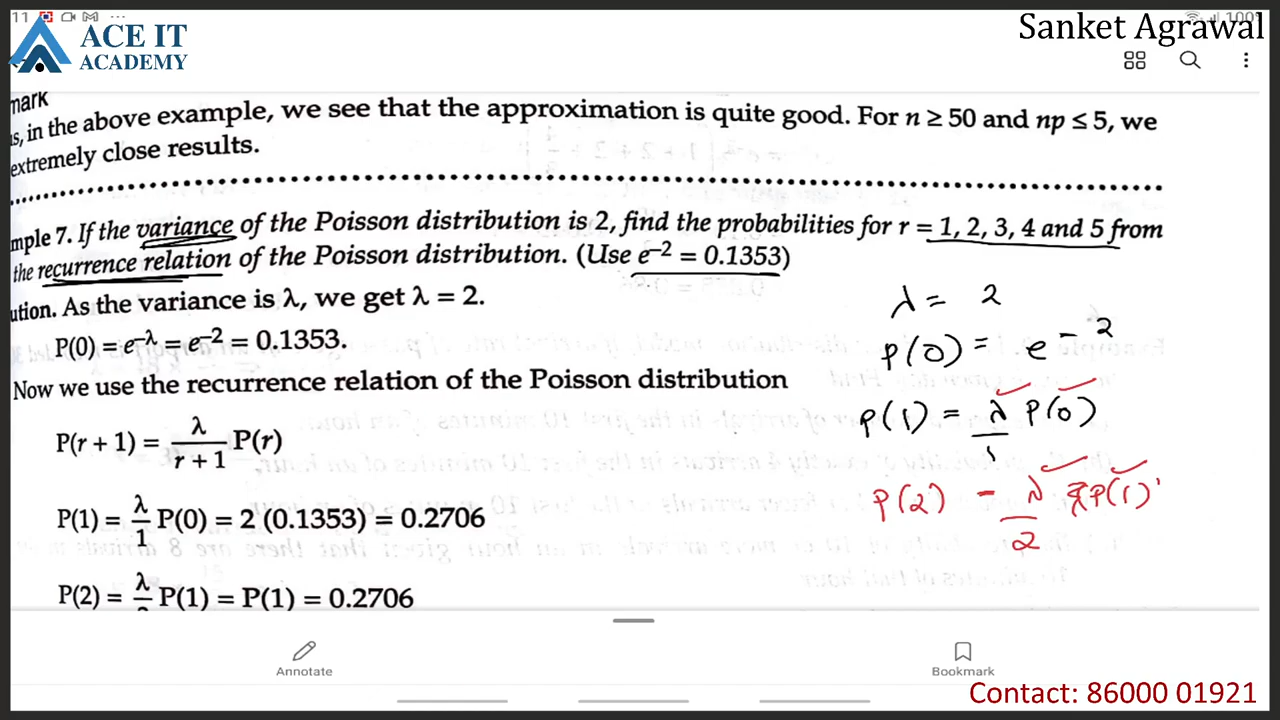 11 100%
ACE IT
ACADEMY
Sanket Agrawal
mark
s, in the above example, we see that the approximation is quite good. For n ≥ 50 and np ≤ 5, we
extremely close results.
mple 7. If the variance of the Poisson distribution is 2, find the probabilities for r = 1, 2, 3, 4 and 5 from
the recurrence relation of the Poisson distribution. (Use e⁻² = 0.1353)
ution. As the variance is λ, we get λ = 2.
P(0) = e^–λ = e⁻² = 0.1353.
Now we use the recurrence relation of the Poisson distribution
P(r + 1) = λ/(r + 1) P(r)
P(1) = λ/1 P(0) = 2 (0.1353) = 0.2706
P(2) = λ/2 P(1) = P(1) = 0.2706
λ = 2
P(0) = e⁻²
P(1) = λ/1 P(0)
P(2) = λ/2 P(1)
Annotate
Bookmark
Contact: 86000 01921